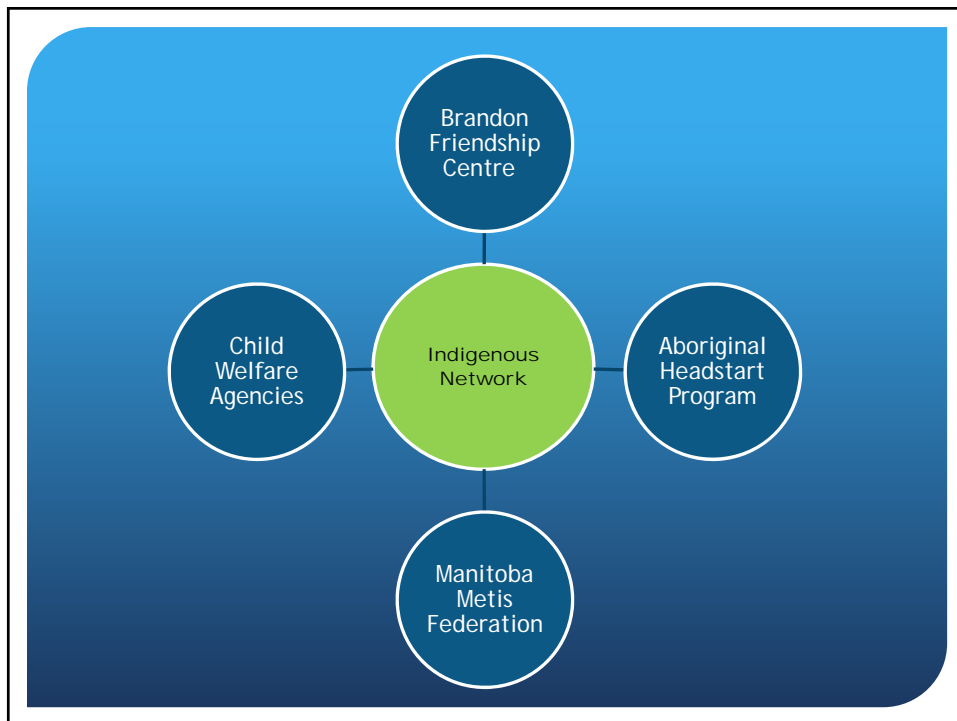 Brandon
Friendship
Centre
Child
Welfare
Agencies
Indigenous
Network
Aboriginal
Headstart
Program
Manitoba
Metis
Federation